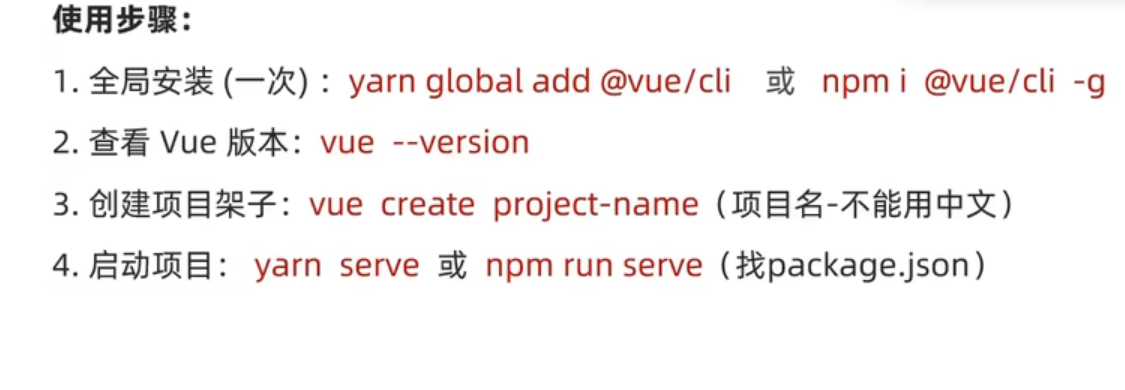 使用步骤：
1. 全局安装 (一次) ：yarn global add @vue/cli 或 npm i @vue/cli -g
2. 查看 Vue 版本：vue --version
3. 创建项目架子：vue create project-name（项目名-不能用中文）
4. 启动项目： yarn serve 或 npm run serve（找package.json）